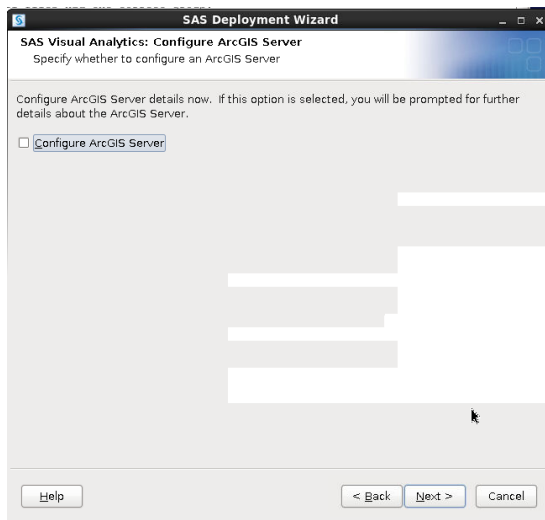 SAS Deployment Wizard
SAS Visual Analytics: Configure ArcGIS Server
Specify whether to configure an ArcGIS Server
Configure ArcGIS Server details now. If this option is selected, you will be prompted for further
details about the ArcGIS Server.
Configure ArcGIS Server
Help
< Back
Next >
Cancel